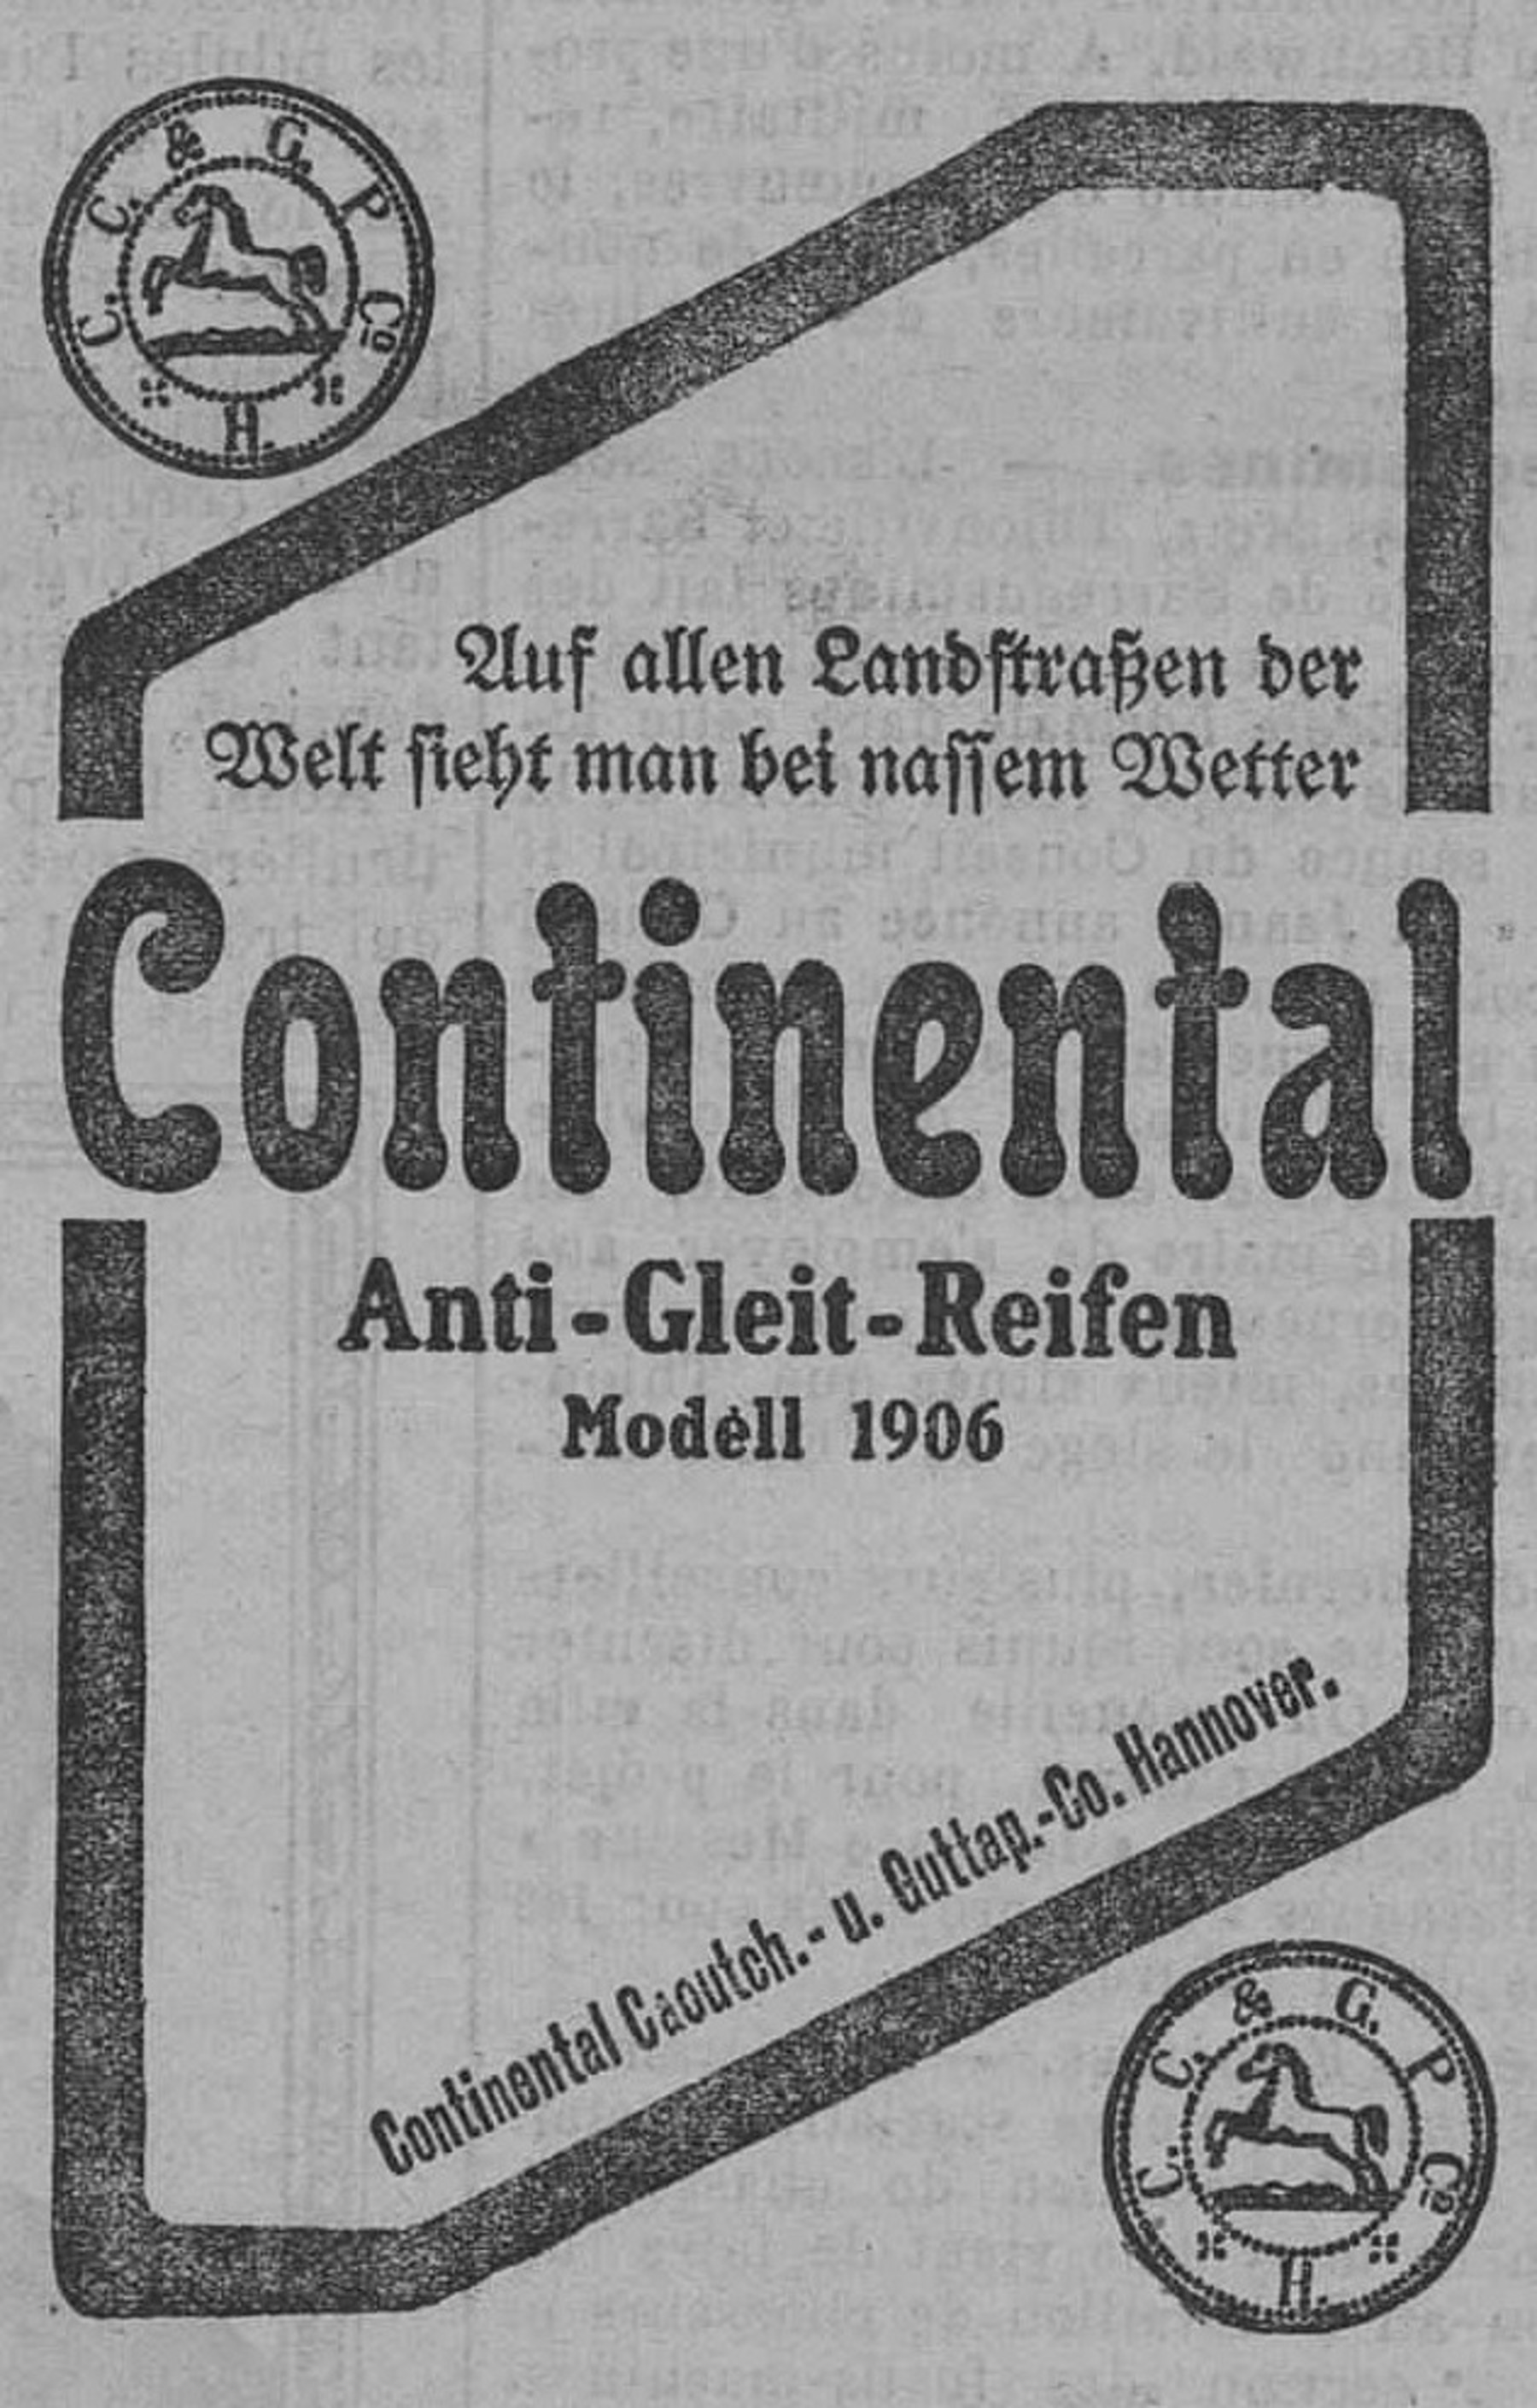 C. C. & G. P. Cº
H.
Auf allen Landstraßen der
Welt sieht man bei nassem Wetter
Continental
Anti-Gleit-Reifen
Modell 1906
Continental Caoutch.- u. Guttap.-Co. Hannover.
C. C. & G. P. Cº
H.